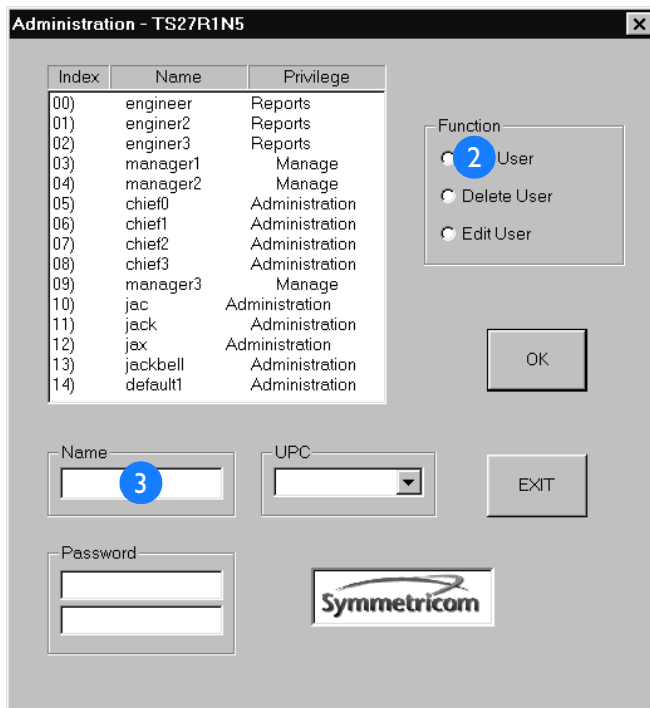 Administration - TS27R1N5
Index Name Privilege
00) engineer Reports
01) enginer2 Reports
02) enginer3 Reports
03) manager1 Manage
04) manager2 Manage
05) chief0 Administration
06) chief1 Administration
07) chief2 Administration
08) chief3 Administration
09) manager3 Manage
10) jac Administration
11) jack Administration
12) jax Administration
13) jackbell Administration
14) default1 Administration
Function
2 User
Delete User
Edit User
OK
Name
3
UPC
EXIT
Password
Symmetricom